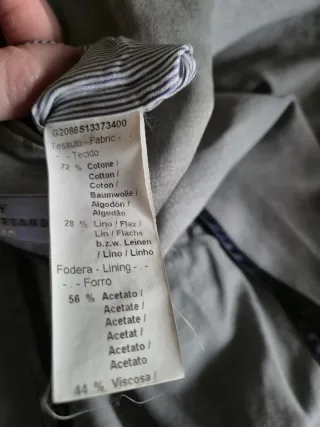 G2086S13373400
Tessuto - Fabric -
- - Tecido
72 % Cotone /
Cotton /
Coton /
Baumwolle /
Algodón /
Algodão
28 % Lino / Flax /
Lin / Flachs
b.z.w. Leinen
/ Lino / Linho
Fodera - Lining - -
- - Forro
56 % Acetato /
Acetate /
Acetate /
Acetat /
Acetato /
Acetato
44 % Viscosa /